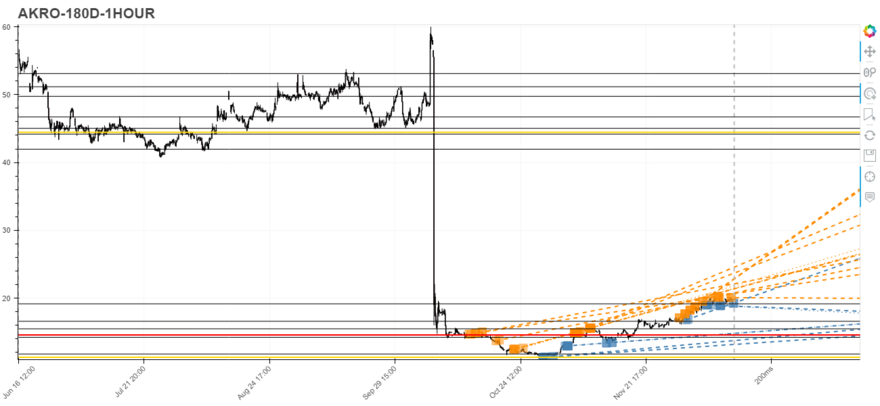 AKRO-180D-1HOUR
60
50
40
30
20
Jun 16 12:00
Jul 21 20:00
Aug 24 17:00
Sep 29 15:00
Oct 24 12:00
Nov 21 17:00
200ms